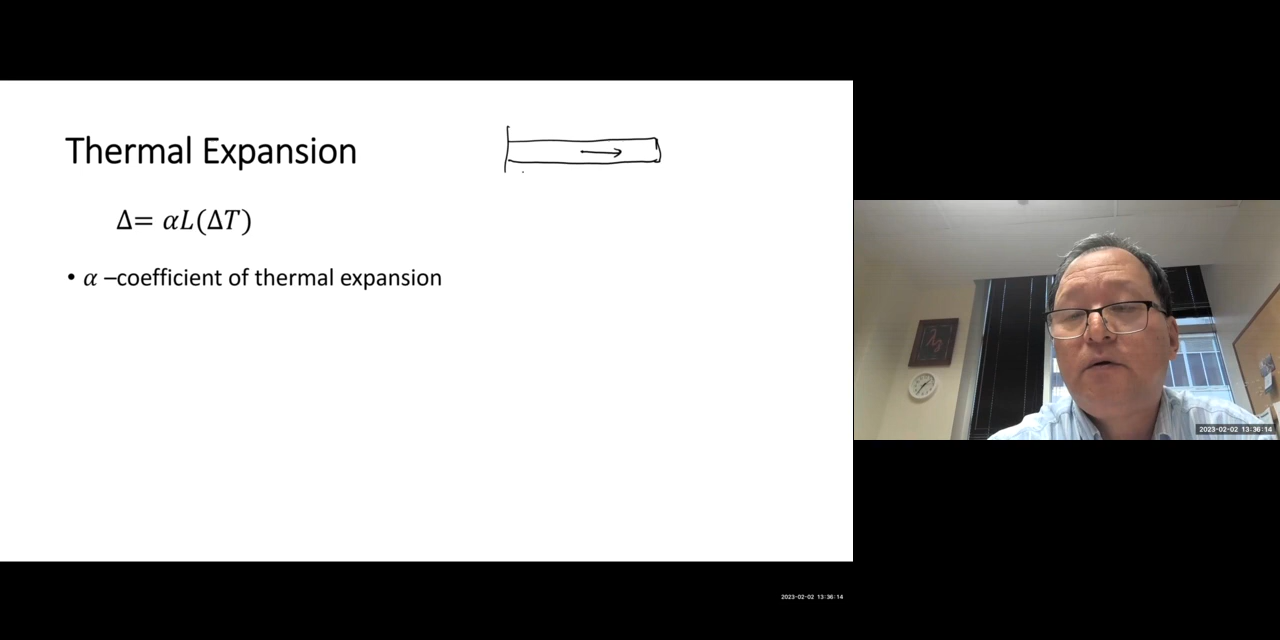 Thermal Expansion
Δ= αL(ΔT)
• α –coefficient of thermal expansion
2023-02-02 13:36:14
2023-02-02 13:36:14